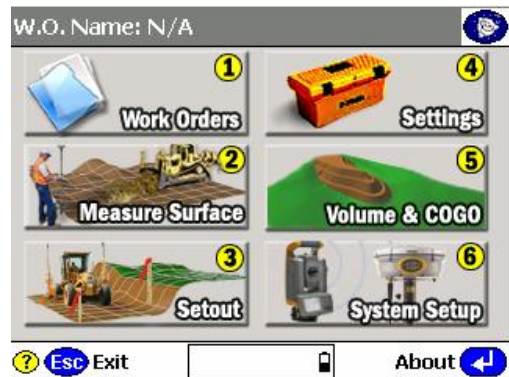 W.O. Name: N/A
1
Work Orders
4
Settings
2
Measure Surface
5
Volume & COGO
3
Setout
6
System Setup
? Esc Exit
About